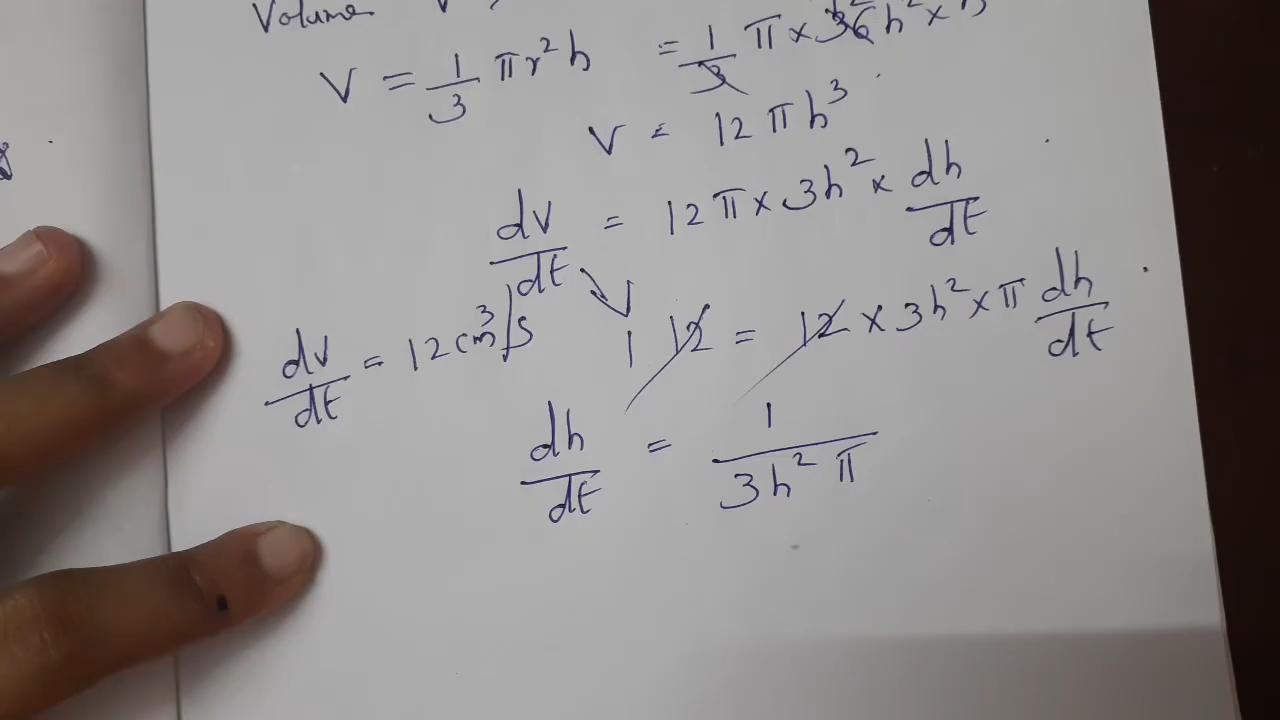 Volume V
V = 1/3 πr²h = 1/3 π × 36h² × h
V = 12πh³
dv/dt = 12π × 3h² × dh/dt
dv/dt = 12cm³/s 1 12 = 12 × 3h² × π dh/dt
dh/dt = 1/3h²π